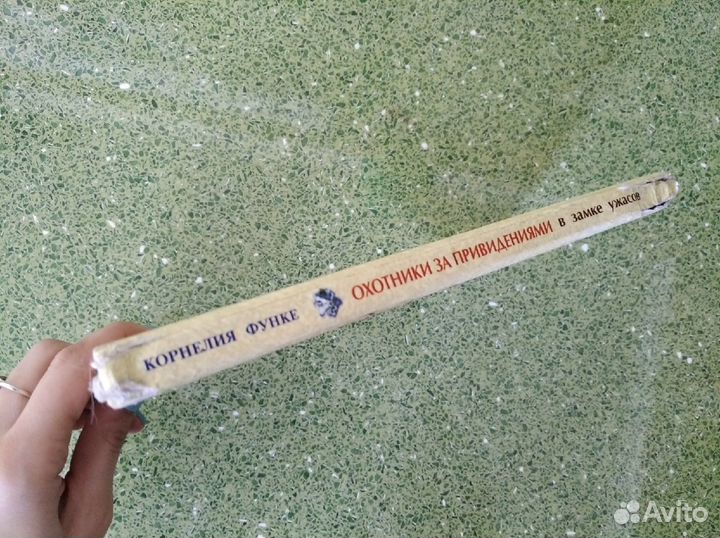 КОРНЕЛИЯ ФУНКЕ ОХОТНИКИ ЗА ПРИВИДЕНИЯМИ В ЗАМКЕ УЖАСОВ
Avito